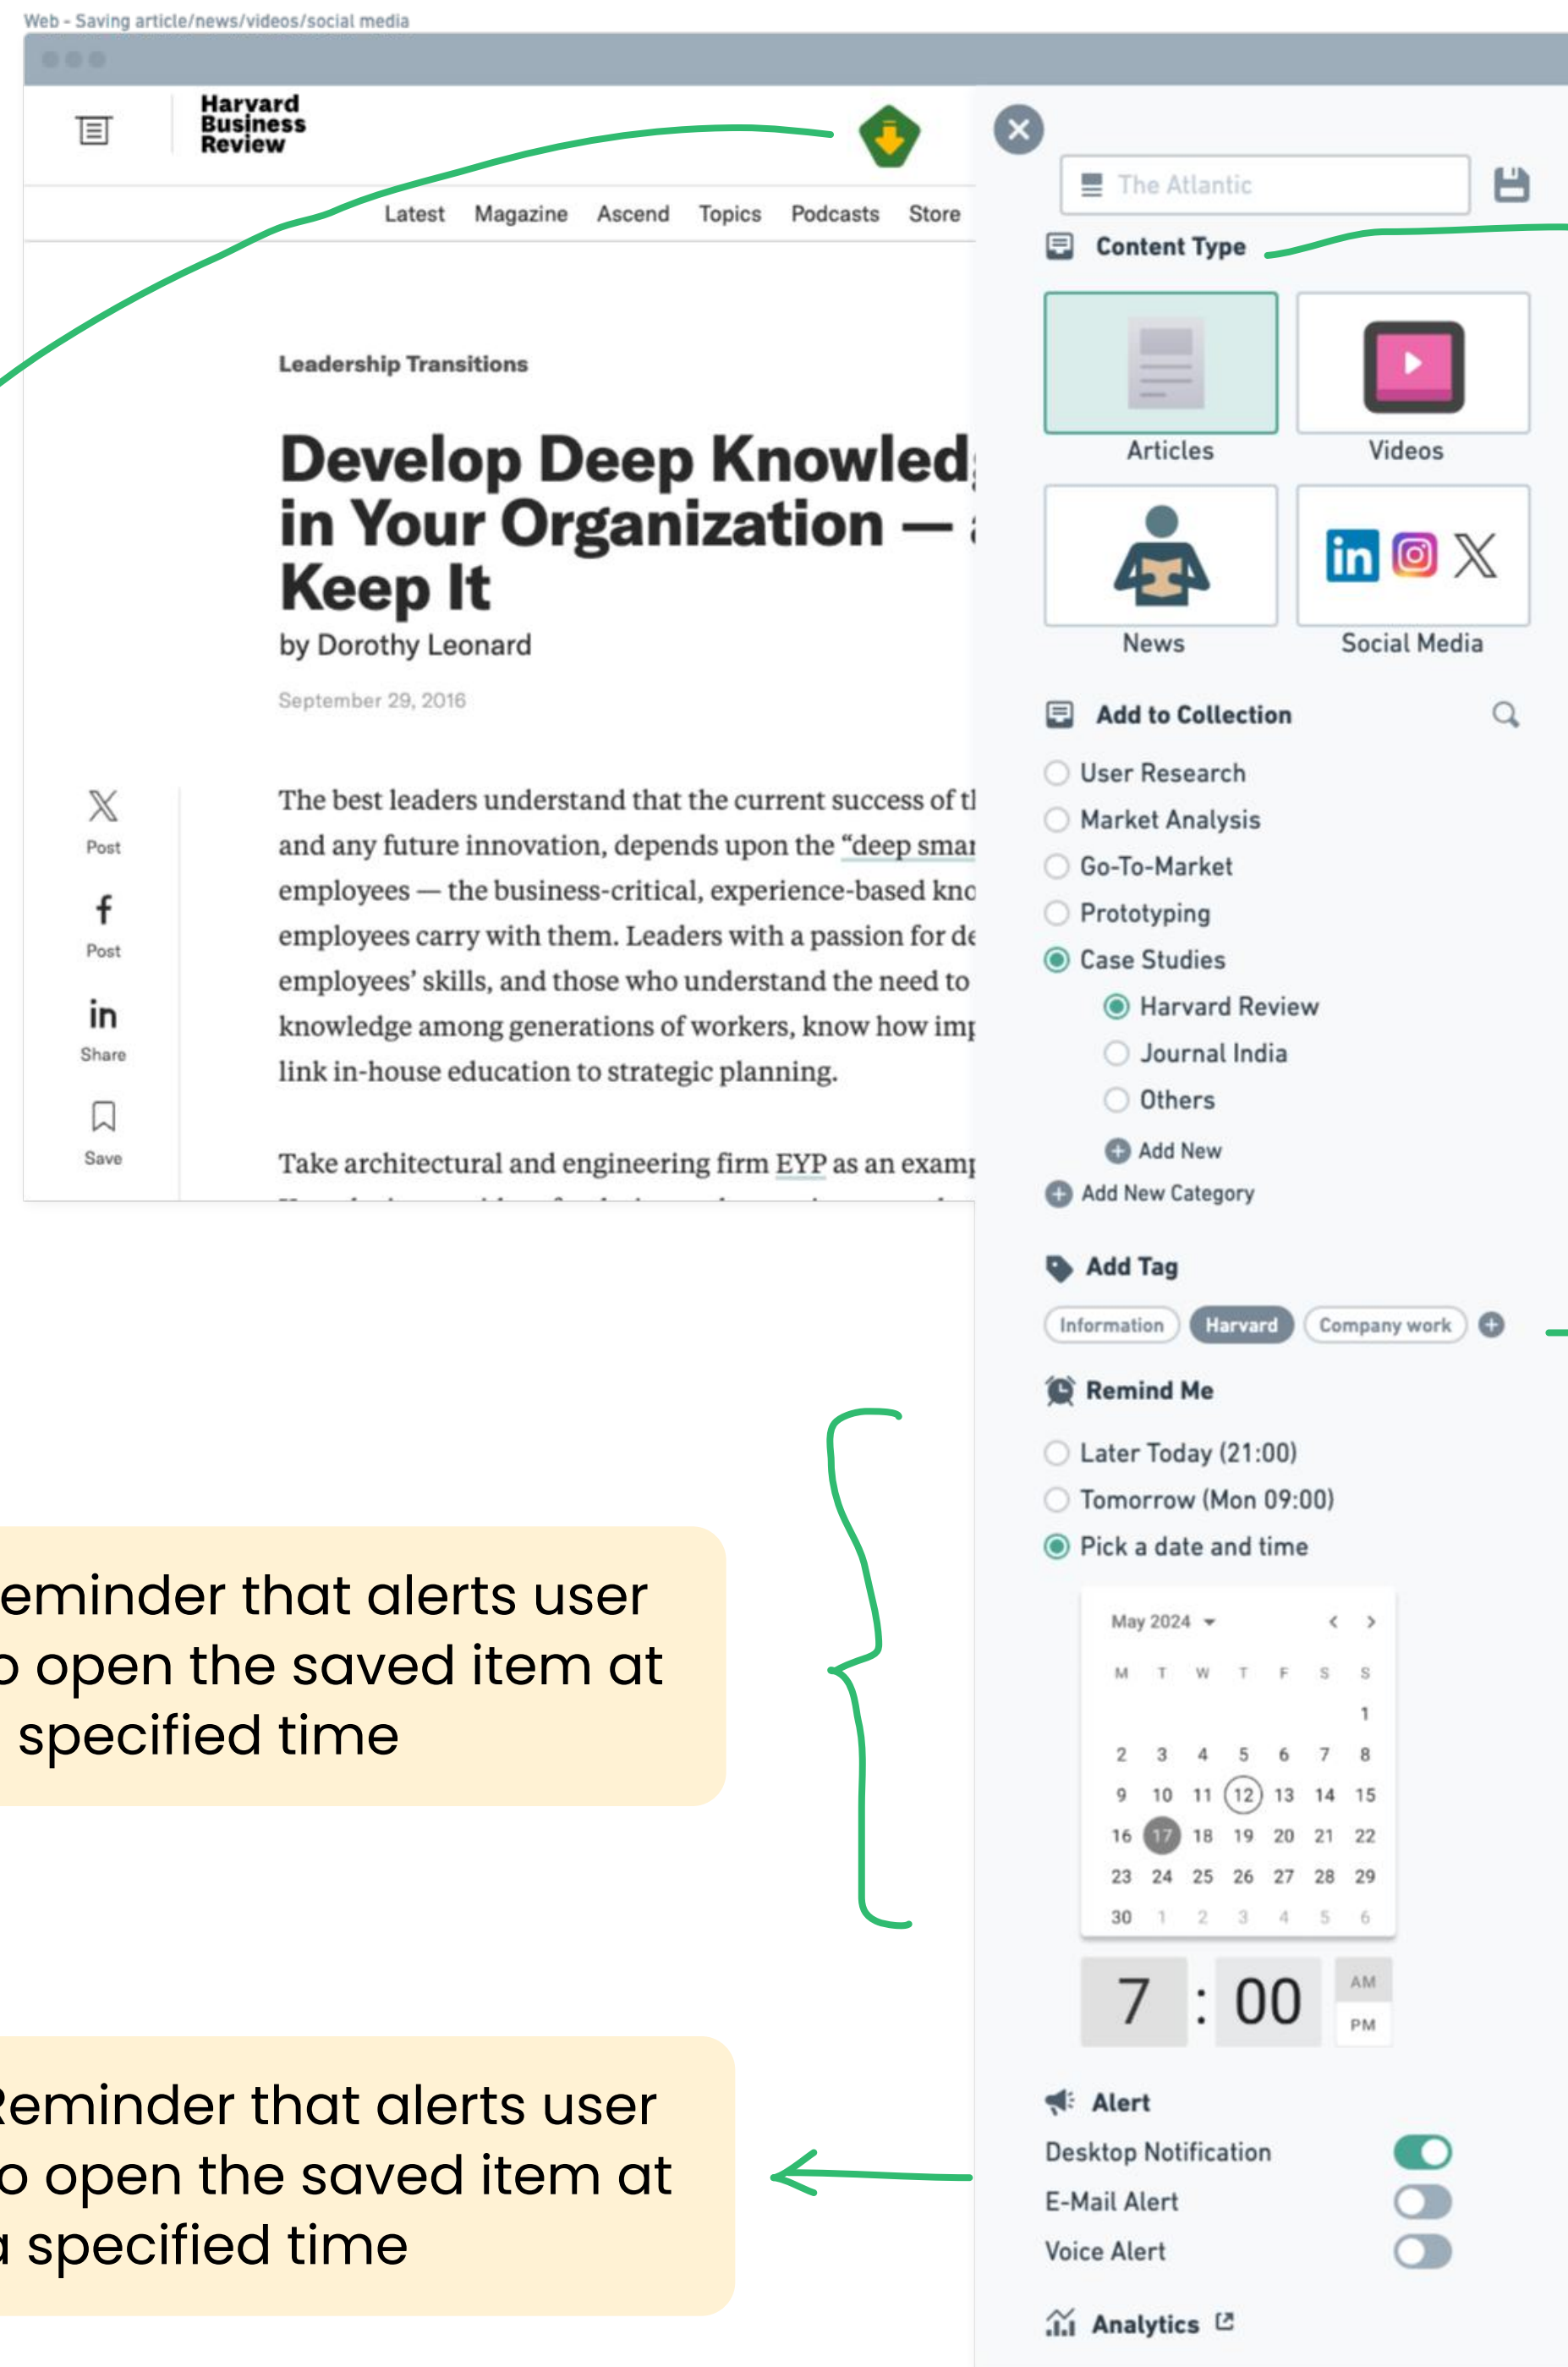 Web - Saving article/news/videos/social media
Harvard
Business
Review
Latest Magazine Ascend Topics Podcasts Store
Leadership Transitions
Develop Deep Knowled
in Your Organization —
Keep It
by Dorothy Leonard
September 29, 2016
The best leaders understand that the current success of
and any future innovation, depends upon the “deep
employees — the business-critical, experience-based
employees carry with them. Leaders with a passion for
employees’ skills, and those who understand the need to
knowledge among generations of workers, know how
link in-house education to strategic planning.
Take architectural and engineering firm EYP as an
X
Post
f
Post
in
Share
Save
The Atlantic
Content Type
Articles
Videos
in X
News
Social Media
Add to Collection
User Research
Market Analysis
Go-To-Market
Prototyping
Case Studies
Harvard Review
Journal India
Others
Add New
Add New Category
Add Tag
Information Harvard Company work
Remind Me
Later Today (21:00)
Tomorrow (Mon 09:00)
Pick a date and time
May 2024
M T W T F S S
1
2 3 4 5 6 7 8
9 10 11 12 13 14 15
16 17 18 19 20 21 22
23 24 25 26 27 28 29
30 1 2 3 4 5 6
7 : 00
AM
PM
Alert
Desktop Notification
E-Mail Alert
Voice Alert
Analytics
eminder that alerts user
o open the saved item at
specified time
Reminder that alerts user
to open the saved item at
a specified time